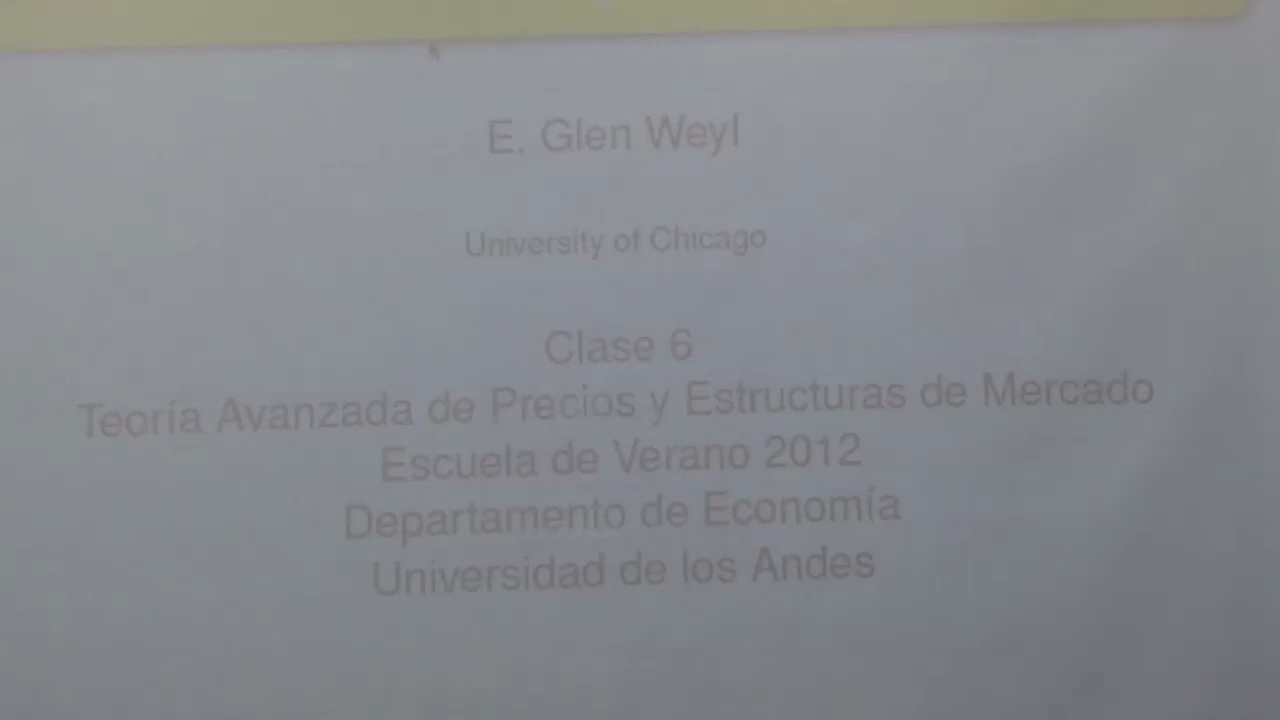 E. Glen Weyl
University of Chicago
Clase 6
Teoría Avanzada de Precios y Estructuras de Mercado
Escuela de Verano 2012
Departamento de Economía
Universidad de los Andes